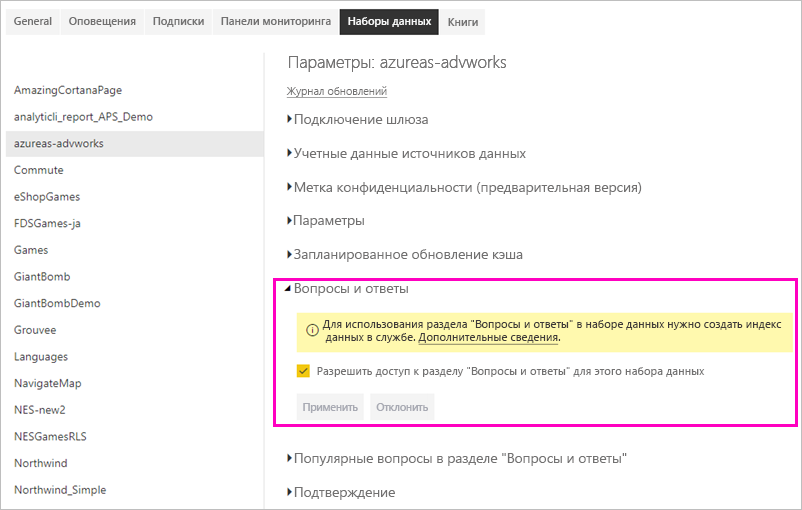 General Оповещения Подписки Панели мониторинга Наборы данных Книги
AmazingCortanaPage
analyticli_report_APS_Demo
azureas-advworks
Commute
eShopGames
FDSGames-ja
Games
GiantBomb
GiantBombDemo
Grouvee
Languages
NavigateMap
NES-new2
NESGamesRLS
Northwind
Northwind_Simple
Параметры: azureas-advworks
Журнал обновлений
Подключение шлюза
Учетные данные источников данных
Метка конфиденциальности (предварительная версия)
Параметры
Запланированное обновление кэша
Вопросы и ответы
Для использования раздела "Вопросы и ответы" в наборе данных нужно создать индекс
данных в службе. Дополнительные сведения.
Разрешить доступ к разделу "Вопросы и ответы" для этого набора данных
Применить Отклонить
Популярные вопросы в разделе "Вопросы и ответы"
Подтверждение